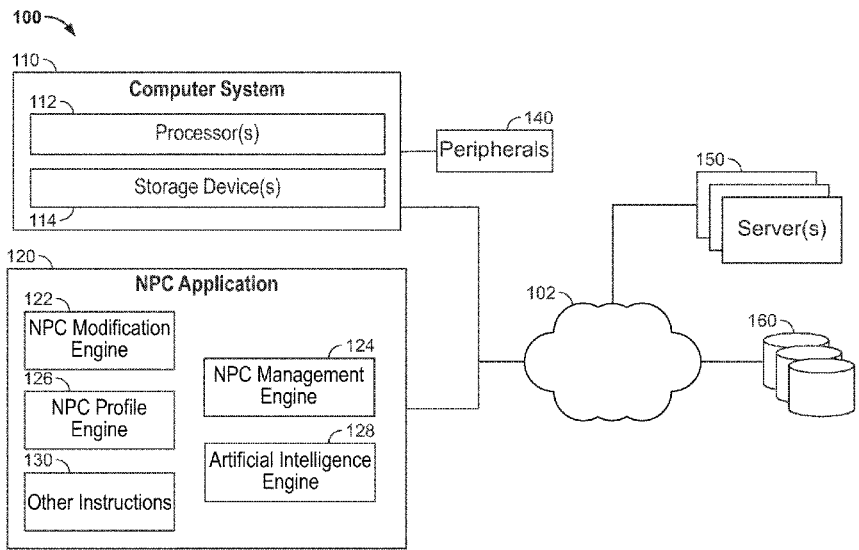 100
110
Computer System
112
Processor(s)
Storage Device(s)
114
140
Peripherals
150
Server(s)
120
NPC Application
122
NPC Modification
Engine
124
NPC Management
Engine
126
NPC Profile
Engine
128
Artificial Intelligence
Engine
130
Other Instructions
102
160